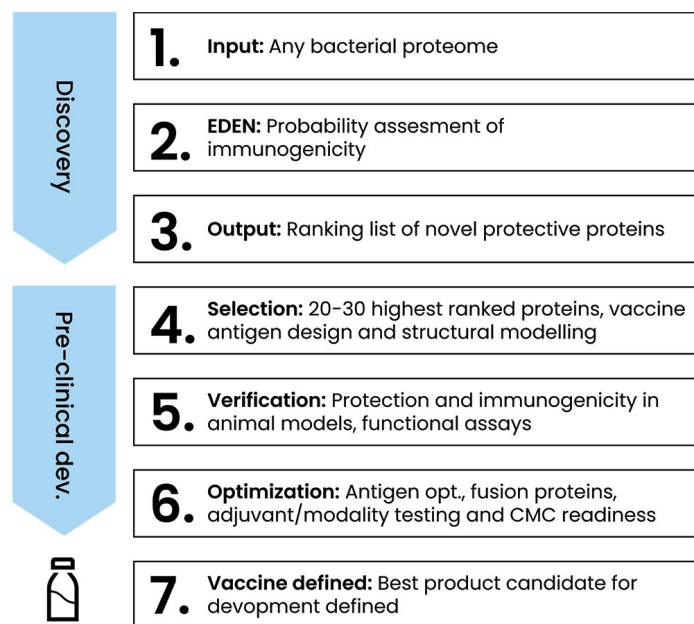 Discovery
1. Input: Any bacterial proteome
2. EDEN: Probability assesment of
immunogenicity
3. Output: Ranking list of novel protective proteins
Pre-clinical dev.
4. Selection: 20-30 highest ranked proteins, vaccine
antigen design and structural modelling
5. Verification: Protection and immunogenicity in
animal models, functional assays
6. Optimization: Antigen opt., fusion proteins,
adjuvant/modality testing and CMC readiness
7. Vaccine defined: Best product candidate for
devopment defined